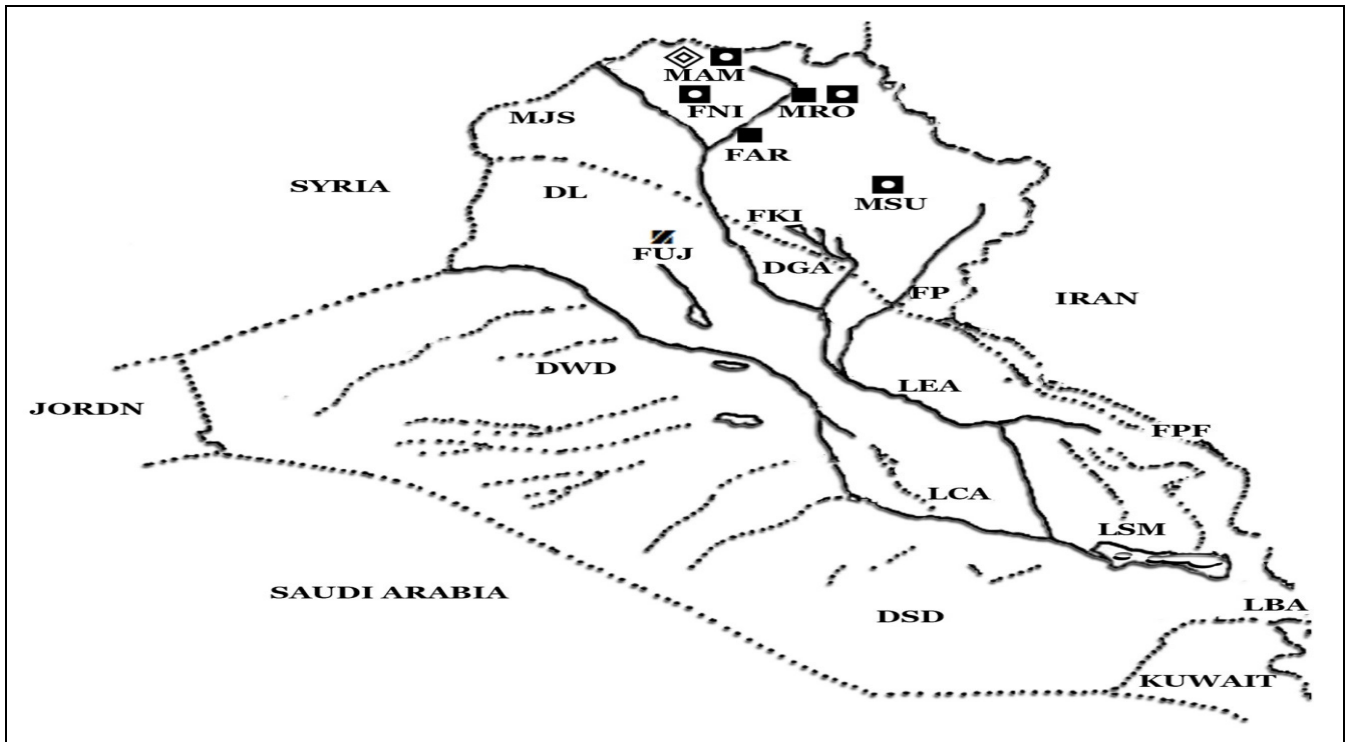 MAM
FNI
MRO
MJS
FAR
SYRIA
DL
MSU
FKI
FUJ
DGA
FP
IRAN
DWD
LEA
JORDN
FPF
LCA
LSM
SAUDI ARABIA
LBA
DSD
KUWAIT